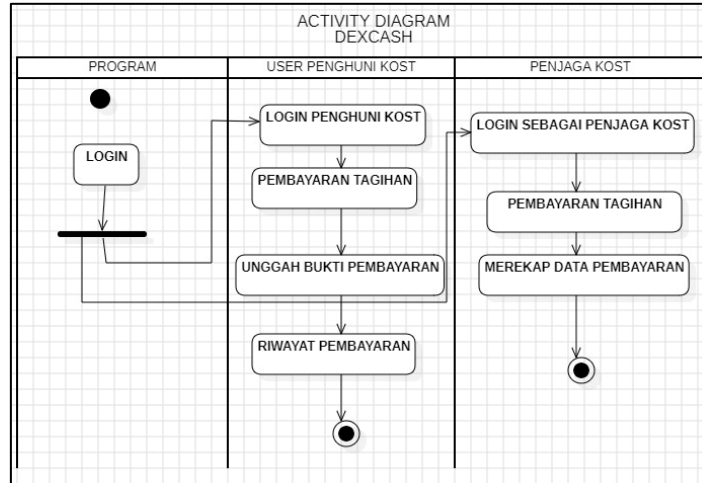 ACTIVITY DIAGRAM
DEXCASH
PROGRAM
USER PENGHUNI KOST
PENJAGA KOST
LOGIN
LOGIN PENGHUNI KOST
PEMBAYARAN TAGIHAN
UNGGAH BUKTI PEMBAYARAN
RIWAYAT PEMBAYARAN
LOGIN SEBAGAI PENJAGA KOST
PEMBAYARAN TAGIHAN
MEREKAP DATA PEMBAYARAN